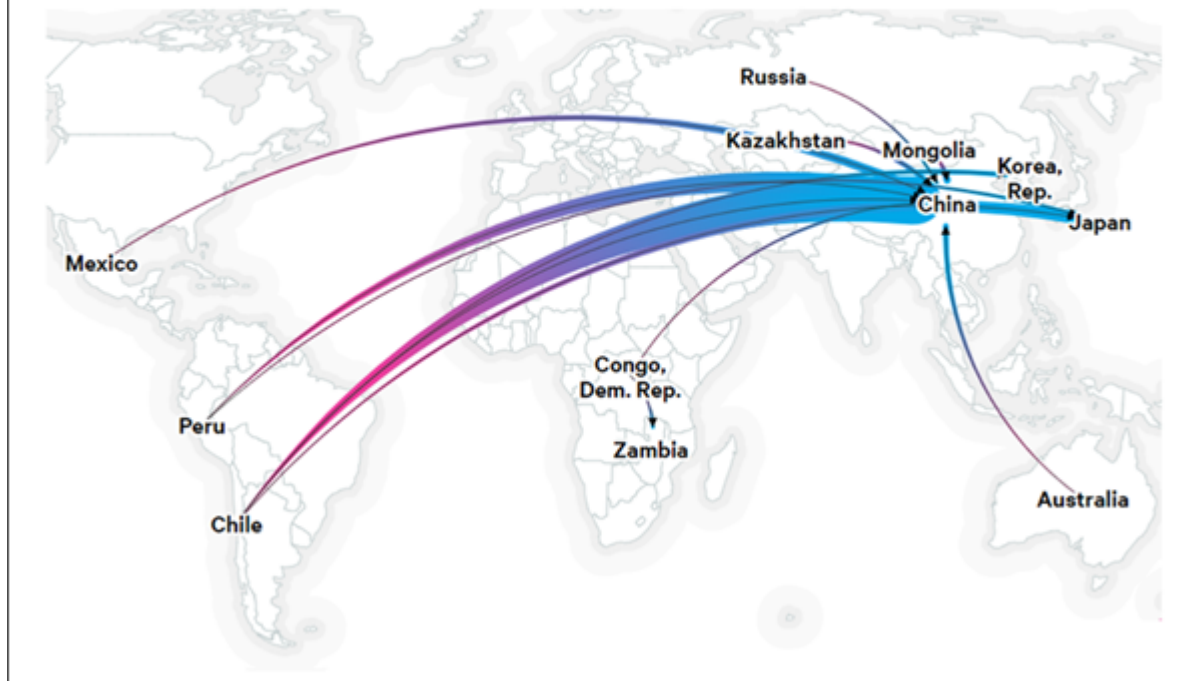 Russia
Kazakhstan
Mongolia
Korea,
Rep.
China
Japan
Mexico
Congo,
Dem. Rep.
Peru
Zambia
Australia
Chile